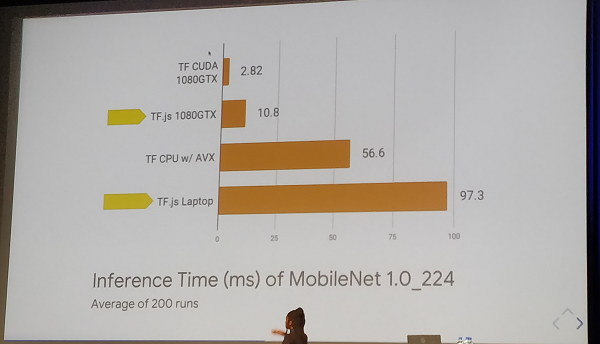 TF CUDA
1080GTX
2.82
TF.js 1080GTX
10.8
TF CPU w/ AVX
56.6
TF.js Laptop
97.3
0 25 50 75 100
Inference Time (ms) of MobileNet 1.0_224
Average of 200 runs